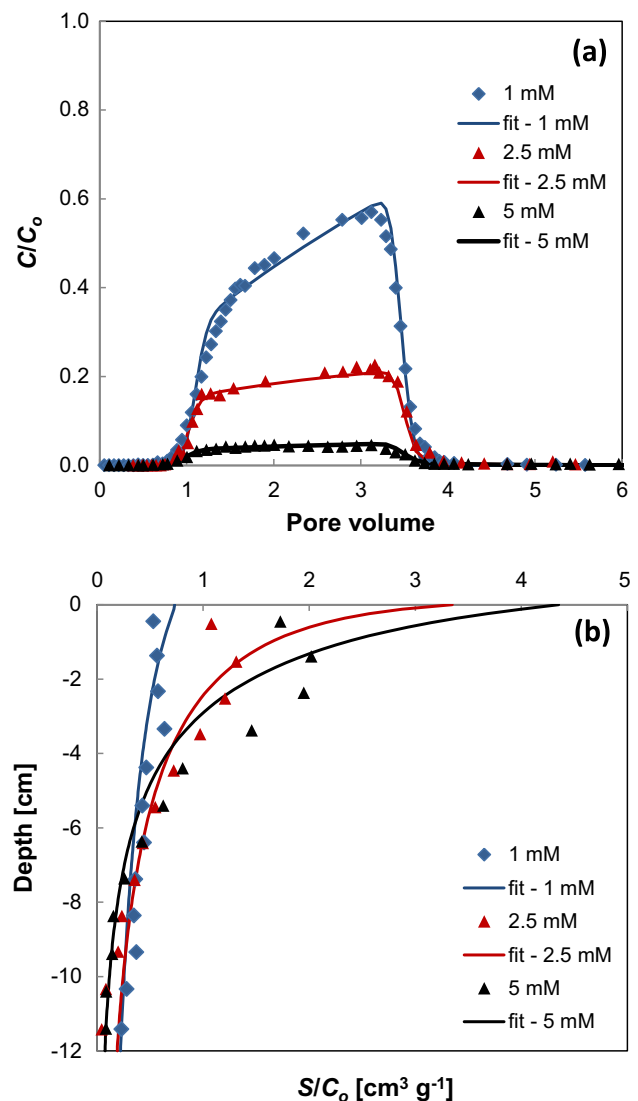 (a)
1.0
0.8
0.6
0.4
0.2
0.0
C/Co
1 mM
fit - 1 mM
2.5 mM
fit - 2.5 mM
5 mM
fit - 5 mM
0 1 2 3 4 5 6
Pore volume
0 1 2 3 4 5
(b)
0
-2
-4
-6
-8
-10
-12
Depth [cm]
1 mM
fit - 1 mM
2.5 mM
fit - 2.5 mM
5 mM
fit - 5 mM
S/Co [cm³ g⁻¹]